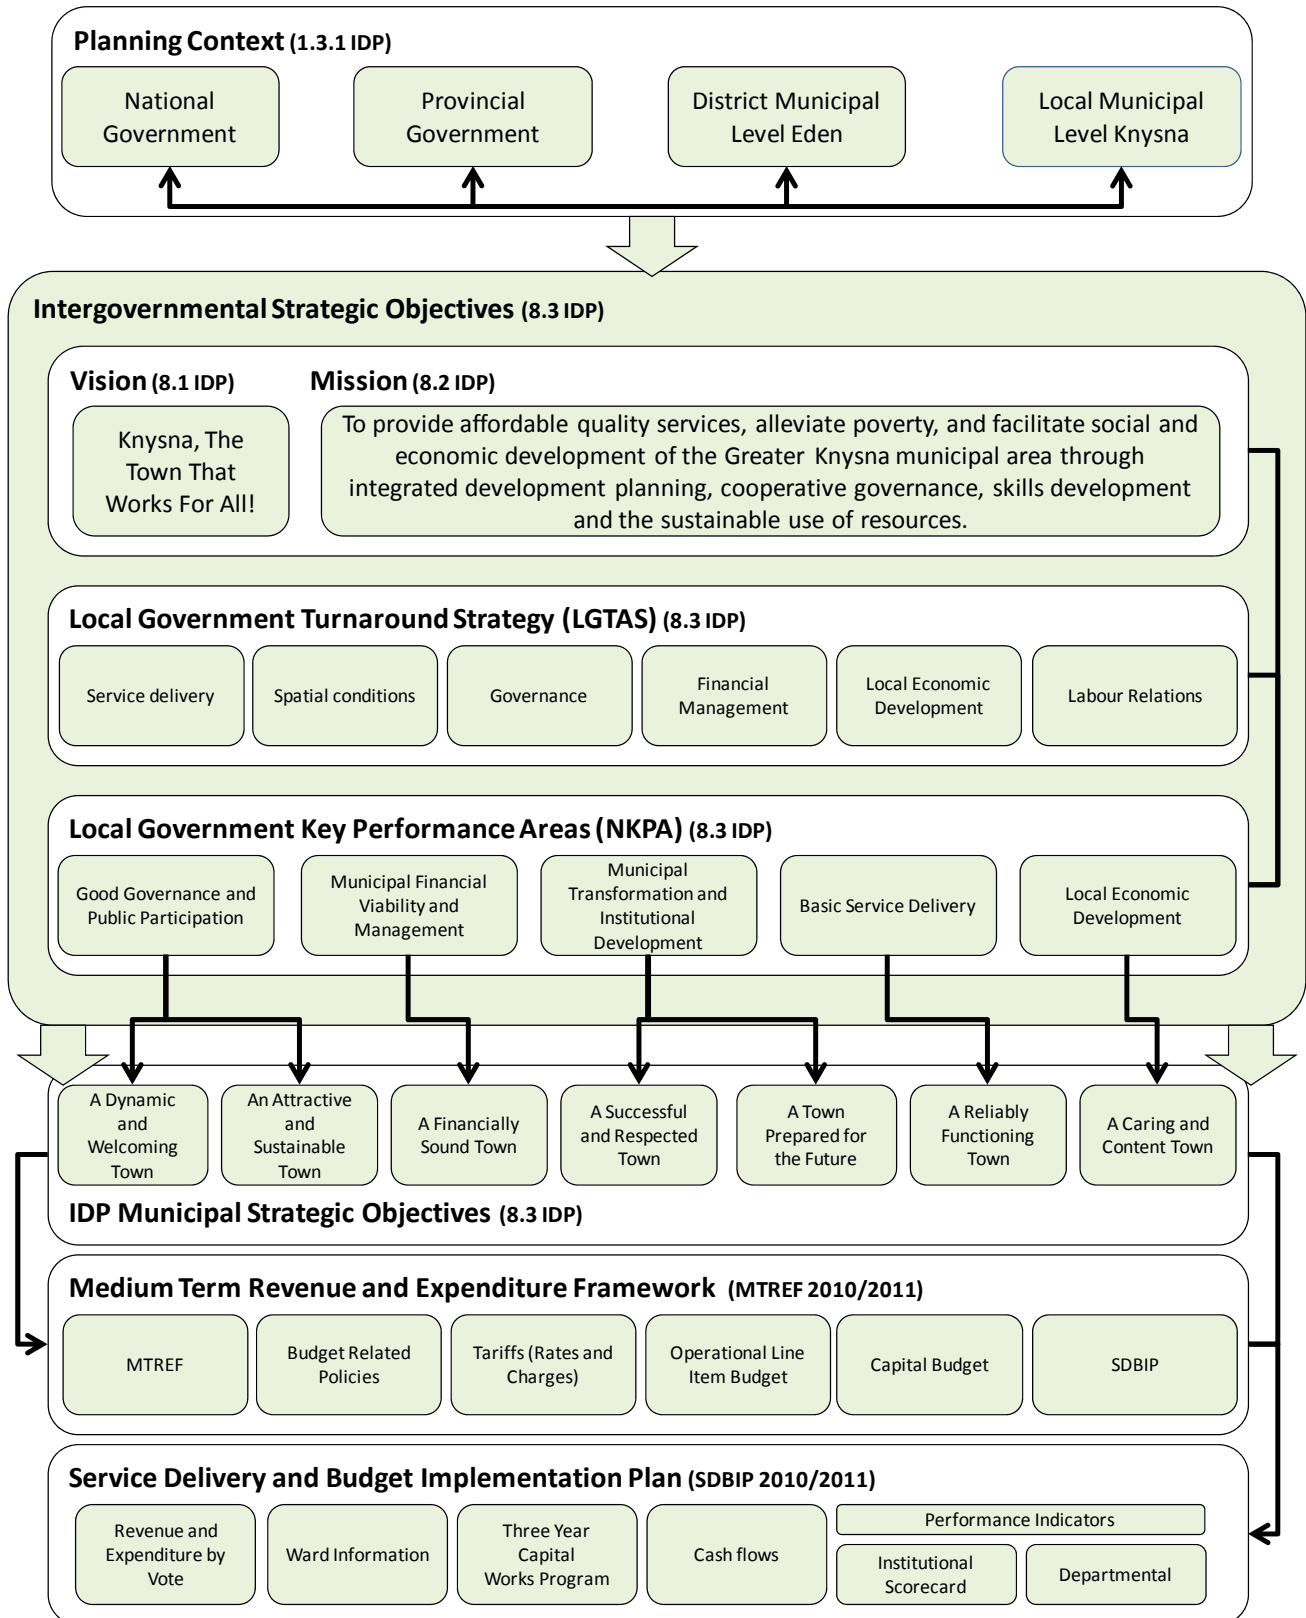 Planning Context (1.3.1 IDP)
National
Government
Provincial
Government
District Municipal
Level Eden
Local Municipal
Level Knysna
Intergovernmental Strategic Objectives (8.3 IDP)
Vision (8.1 IDP)
Knysna, The
Town That
Works For All!
Mission (8.2 IDP)
To provide affordable quality services, alleviate poverty, and facilitate social and
economic development of the Greater Knysna municipal area through
integrated development planning, cooperative governance, skills development
and the sustainable use of resources.
Local Government Turnaround Strategy (LGTAS) (8.3 IDP)
Service delivery
Spatial conditions
Governance
Financial
Management
Local Economic
Development
Labour Relations
Local Government Key Performance Areas (NKPA) (8.3 IDP)
Good Governance and
Public Participation
Municipal Financial
Viability and
Management
Municipal
Transformation and
Institutional
Development
Basic Service Delivery
Local Economic
Development
A Dynamic
and
Welcoming
Town
An Attractive
and
Sustainable
Town
A Financially
Sound Town
A Successful
and Respected
Town
A Town
Prepared for
the Future
A Reliably
Functioning
Town
A Caring and
Content Town
IDP Municipal Strategic Objectives (8.3 IDP)
Medium Term Revenue and Expenditure Framework (MTREF 2010/2011)
MTREF
Budget Related
Policies
Tariffs (Rates and
Charges)
Operational Line
Item Budget
Capital Budget
SDBIP
Service Delivery and Budget Implementation Plan (SDBIP 2010/2011)
Revenue and
Expenditure by
Vote
Ward Information
Three Year
Capital
Works Program
Cash flows
Performance Indicators
Institutional
Scorecard
Departmental